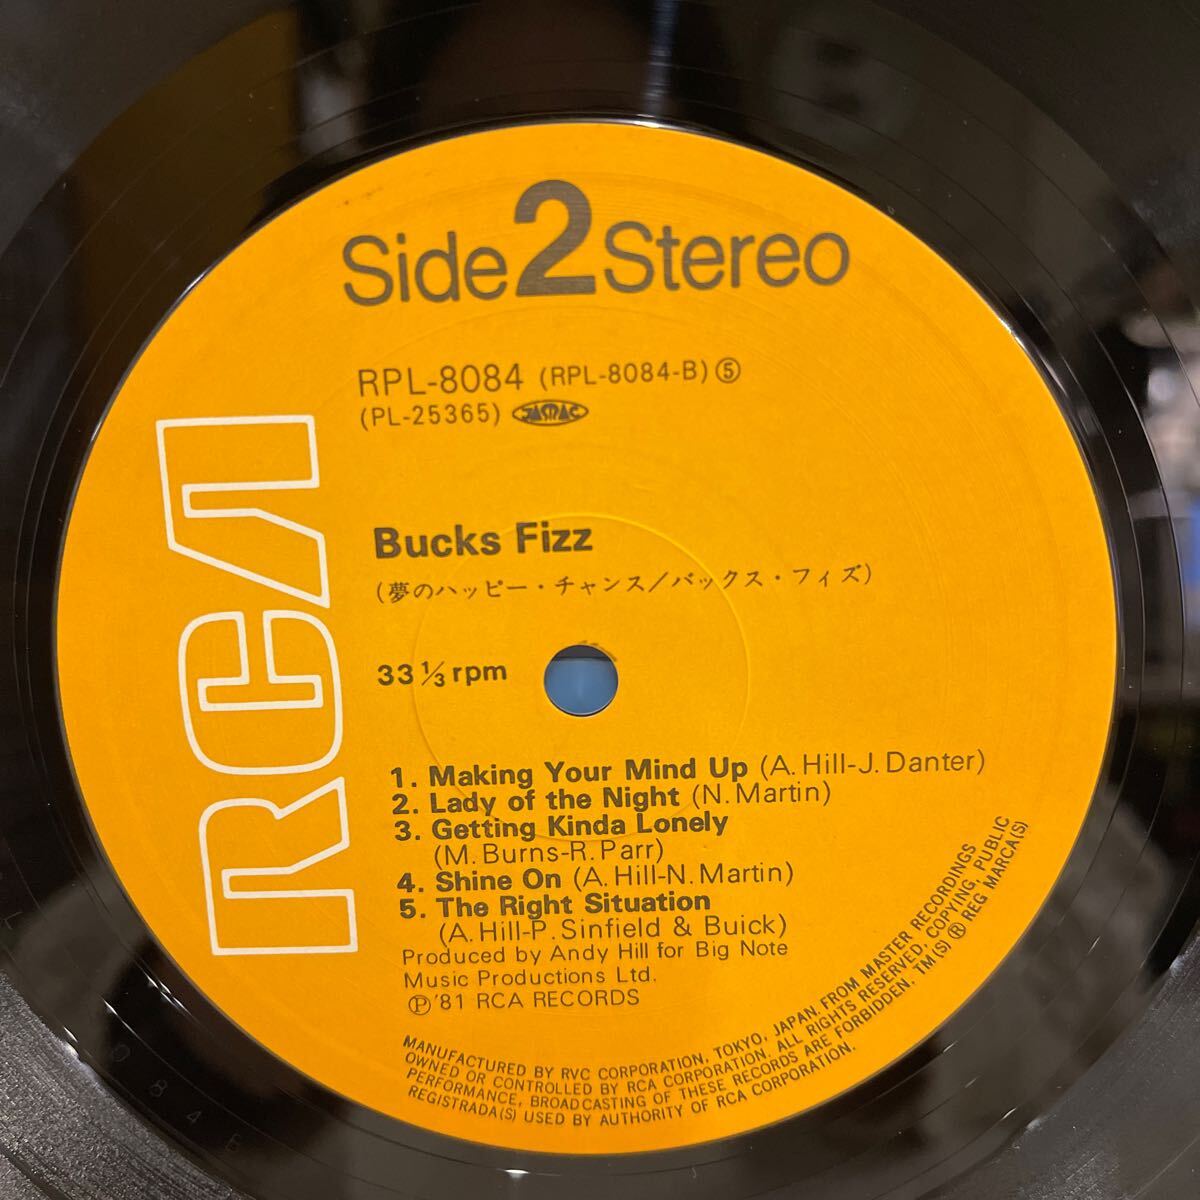 Side 2 Stereo
RPL-8084 (RPL-8084-B) ⑤
(PL-25365) JASRAC
RCA
Bucks Fizz
(夢のハッピー・チャンス/バックス・フィズ)
33 1/3 rpm
1. Making Your Mind Up (A. Hill-J. Danter)
2. Lady of the Night (N. Martin)
3. Getting Kinda Lonely
(M. Burns-R. Parr)
4. Shine On (A. Hill-N. Martin)
5. The Right Situation
(A. Hill-P. Sinfield & Buick)
Produced by Andy Hill for Big Note
Music Productions Ltd.
Ⓟ '81 RCA RECORDS
MANUFACTURED BY RVC CORPORATION, TOKYO, JAPAN. FROM MASTER RECORDINGS
OWNED OR CONTROLLED BY RCA CORPORATION. ALL RIGHTS RESERVED. COPYING, PUBLIC
PERFORMANCE, BROADCASTING OF THESE RECORDS ARE FORBIDDEN. TM(S) ® REG MARCA(S)
REGISTRADA(S) USED BY AUTHORITY OF RCA CORPORATION.